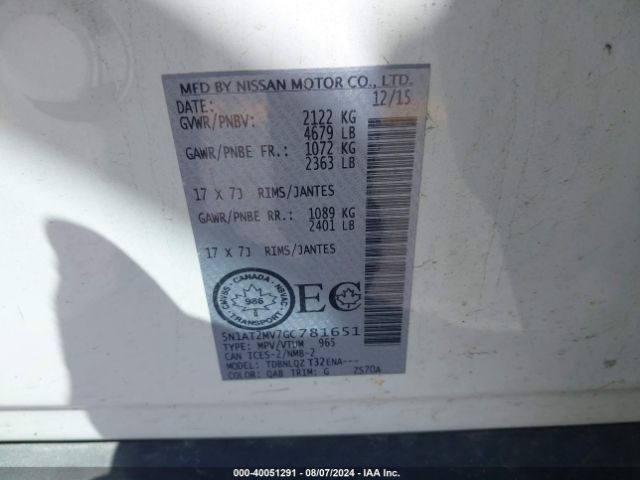 MFD BY NISSAN MOTOR CO., LTD.
DATE: 12/15
GVWR/PNBV: 2122 KG
4679 LB
GAWR/PNBE FR.: 1072 KG
2363 LB
17 X 7J RIMS/JANTES
GAWR/PNBE RR.: 1089 KG
2401 LB
17 X 7J RIMS/JANTES
CMVSS - CANADA - NSVAC
986
TRANSPORT
EC
5N1AT2MV7GC781651
TYPE: MPV/VTUM 965
CAN ICES-2/NMB-2
MODEL: TDBNLQZ T32ENA---
COLOR: QAB TRIM: G 7S70A
000-40051291 - 08/07/2024 - IAA Inc.